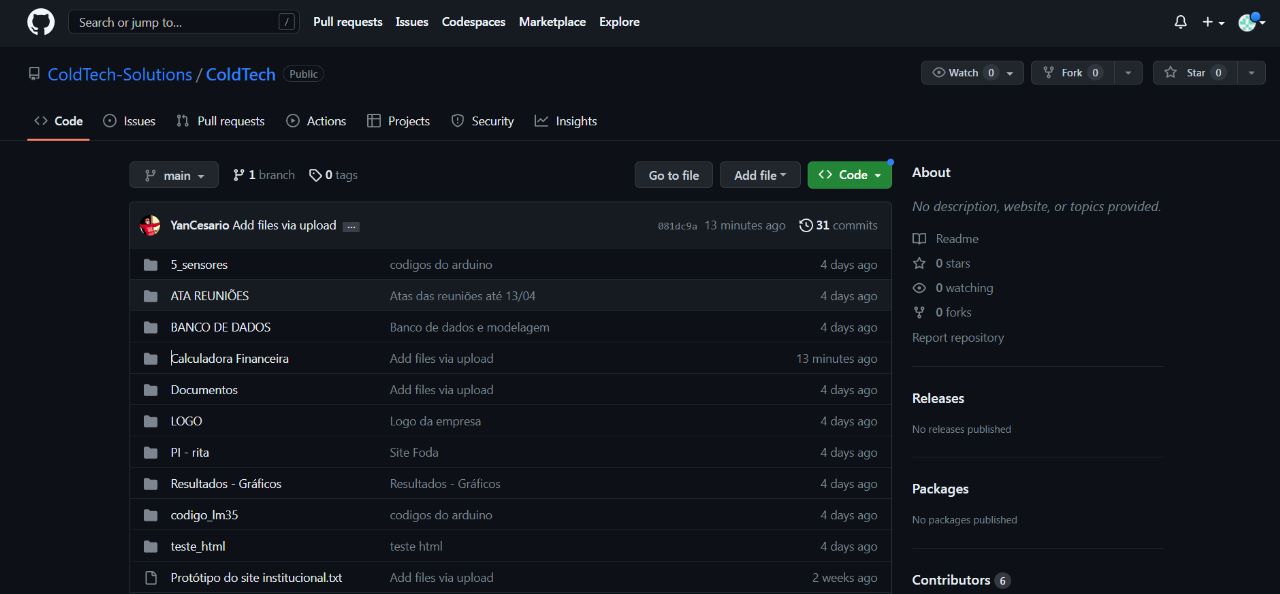 Search or jump to... / Pull requests Issues Codespaces Marketplace Explore
ColdTech-Solutions / ColdTech Public Watch 0 Fork 0 Star 0
Code Issues Pull requests Actions Projects Security Insights
main 1 branch 0 tags Go to file Add file Code
YanCesario Add files via upload ... 081dc9a 13 minutes ago 31 commits
5_sensores codigos do arduino 4 days ago
ATA REUNIÕES Atas das reuniões até 13/04 4 days ago
BANCO DE DADOS Banco de dados e modelagem 4 days ago
Calculadora Financeira Add files via upload 13 minutes ago
Documentos Add files via upload 4 days ago
LOGO Logo da empresa 4 days ago
PI - rita Site Foda 4 days ago
Resultados - Gráficos Resultados - Gráficos 4 days ago
codigo_lm35 codigos do arduino 4 days ago
teste_html teste html 4 days ago
Protótipo do site institucional.txt Add files via upload 2 weeks ago
About
No description, website, or topics provided.
Readme
0 stars
0 watching
0 forks
Report repository
Releases
No releases published
Packages
No packages published
Contributors 6